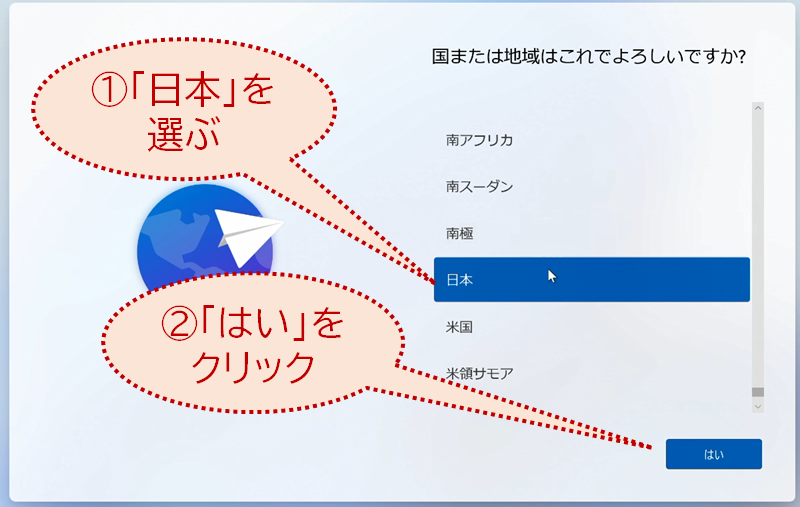 国または地域はこれでよろしいですか?
①「日本」を
選ぶ
南アフリカ
南スーダン
南極
日本
米国
米領サモア
②「はい」を
クリック
はい